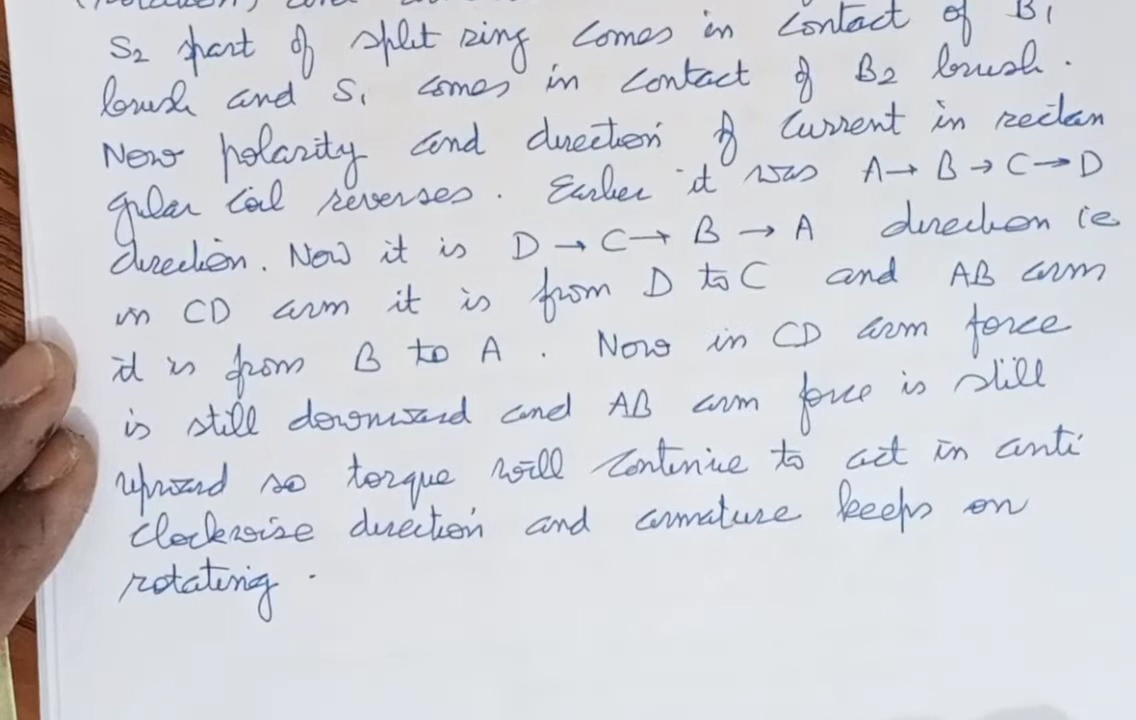 S2 part of split ring comes in contact of B1
brush and S1 comes in contact of B2 brush.
Now polarity and direction of current in rectan
gular coil reverses. Earlier it was A→ B → C → D
direction. Now it is D → C → B → A direction ie
in CD arm it is from D to C and AB arm
it is from B to A. Now in CD arm force
is still downward and AB arm force is still
upward so torque will continue to act in anti
clockwise direction and armature keeps on
rotating.